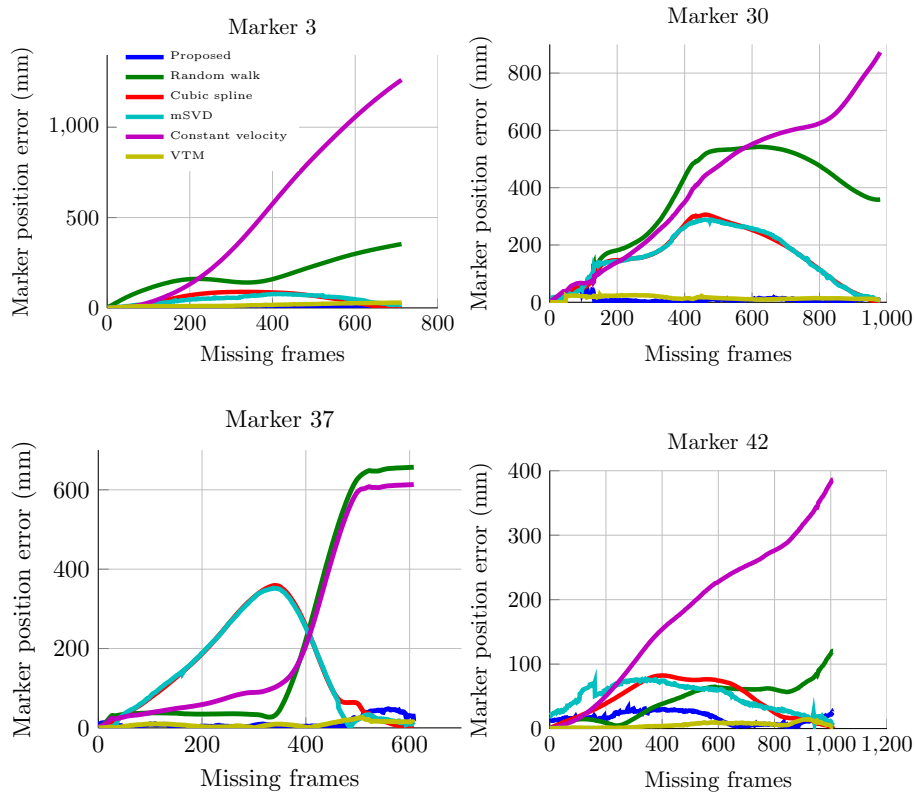 Marker 3
Marker position error (mm)
1,000
500
0
Proposed
Random walk
Cubic spline
mSVD
Constant velocity
VTM
0 200 400 600 800
Missing frames
Marker 30
Marker position error (mm)
800
600
400
200
0
0 200 400 600 800 1,000
Missing frames
Marker 37
Marker position error (mm)
600
400
200
0
0 200 400 600
Missing frames
Marker 42
Marker position error (mm)
400
300
200
100
0
0 200 400 600 800 1,000 1,200
Missing frames